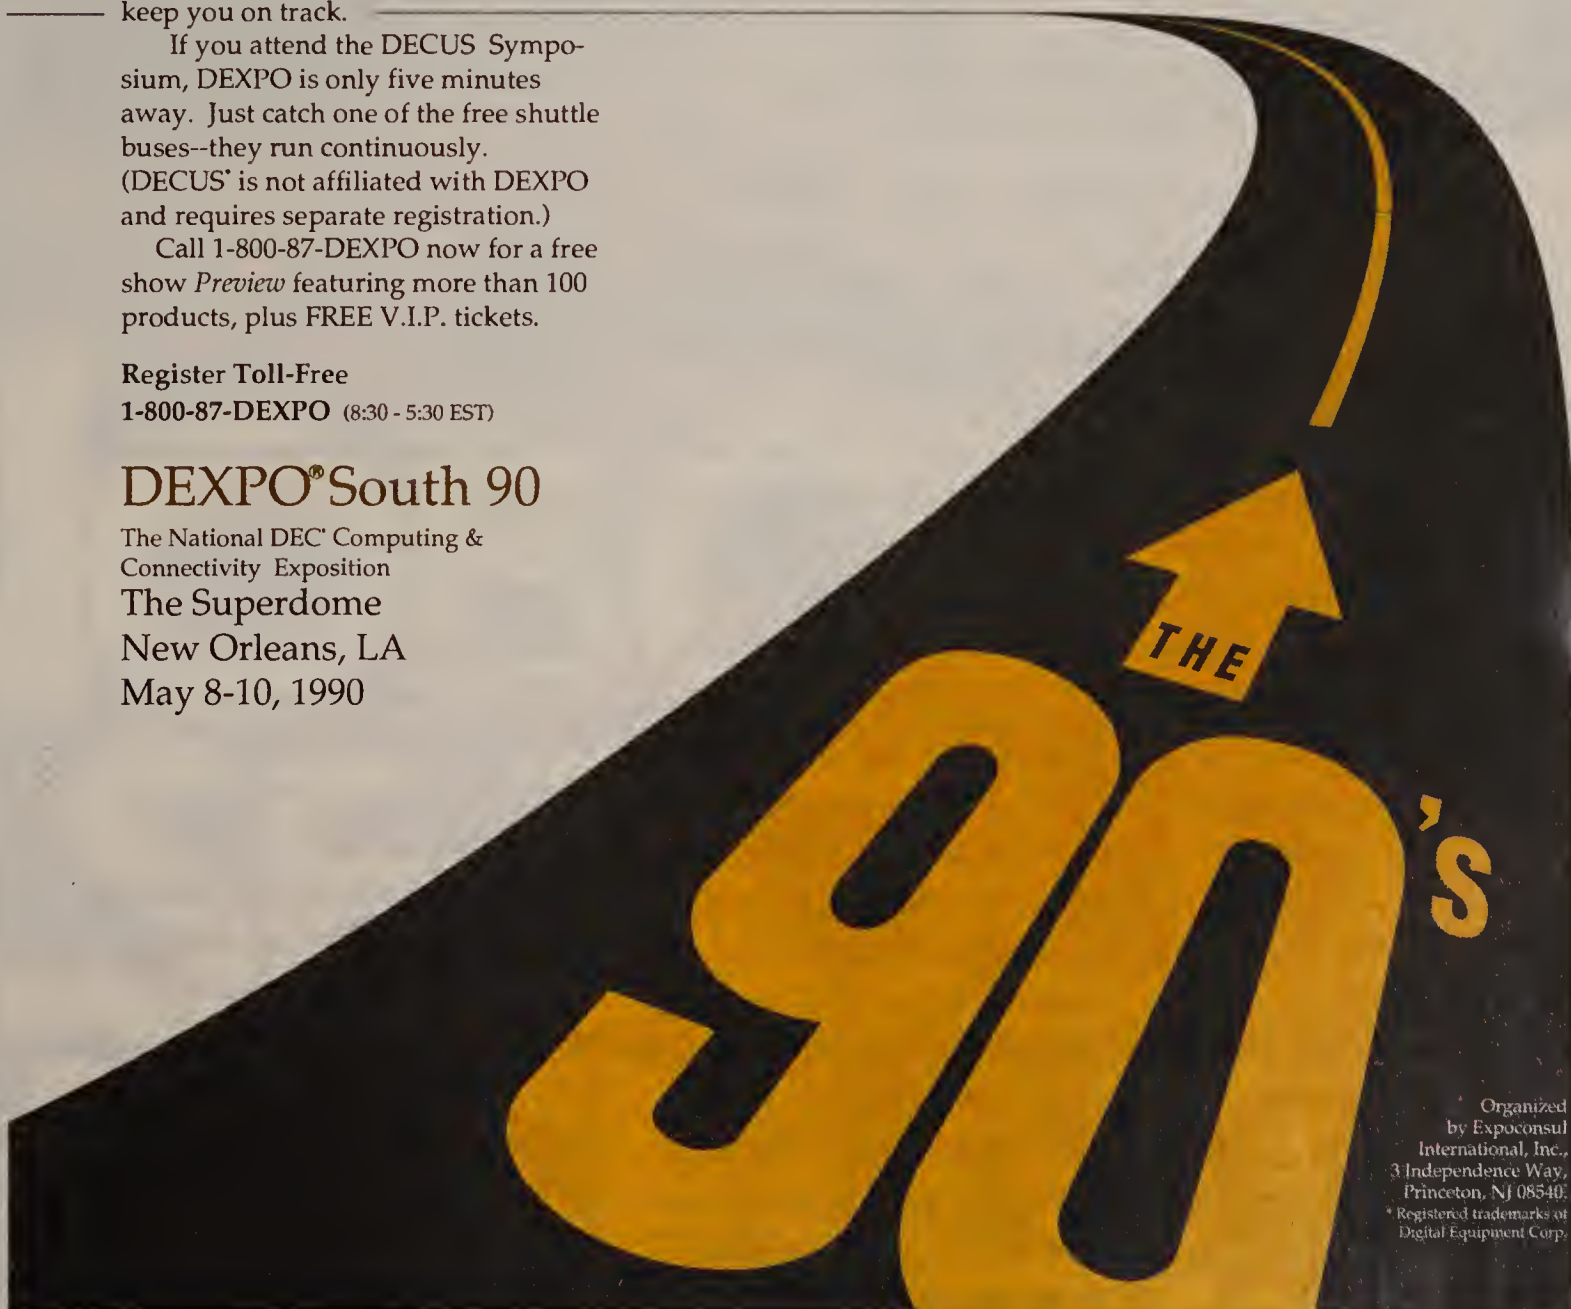 keep you on track.
If you attend the DECUS Sympo-
sium, DEXPO is only five minutes
away. Just catch one of the free shuttle
buses--they run continuously.
(DECUS* is not affiliated with DEXPO
and requires separate registration.)
Call 1-800-87-DEXPO now for a free
show Preview featuring more than 100
products, plus FREE V.I.P. tickets.
Register Toll-Free
1-800-87-DEXPO (8:30 - 5:30 EST)
DEXPO® South 90
The National DEC* Computing &
Connectivity Exposition
The Superdome
New Orleans, LA
May 8-10, 1990
THE
90's
Organized
by Expoconsul
International, Inc.,
3 Independence Way,
Princeton, NJ 08540.
* Registered trademarks of
Digital Equipment Corp.